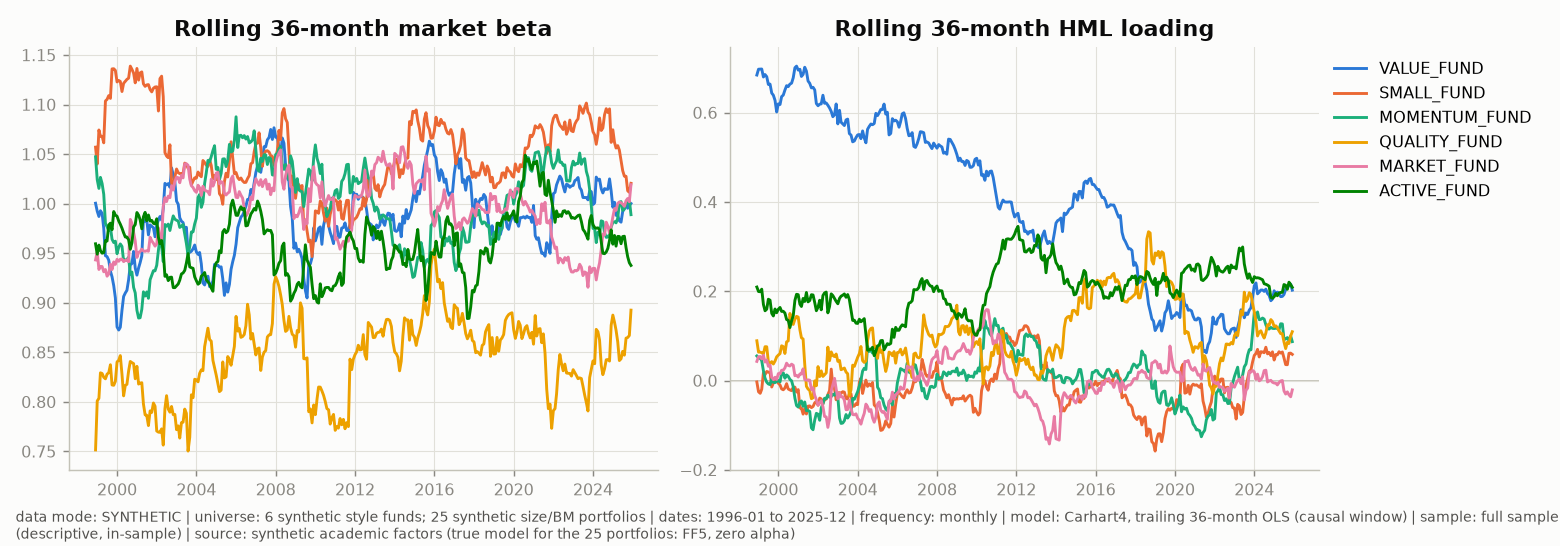 Rolling 36-month market beta
Rolling 36-month HML loading
1.15
1.10
1.05
1.00
0.95
0.90
0.85
0.80
0.75
2000 2004 2008 2012 2016 2020 2024
0.6
0.4
0.2
0.0
−0.2
2000 2004 2008 2012 2016 2020 2024
VALUE_FUND
SMALL_FUND
MOMENTUM_FUND
QUALITY_FUND
MARKET_FUND
ACTIVE_FUND
data mode: SYNTHETIC | universe: 6 synthetic style funds; 25 synthetic size/BM portfolios | dates: 1996-01 to 2025-12 | frequency: monthly | model: Carhart4, trailing 36-month OLS (causal window) | sample: full sample
(descriptive, in-sample) | source: synthetic academic factors (true model for the 25 portfolios: FF5, zero alpha)